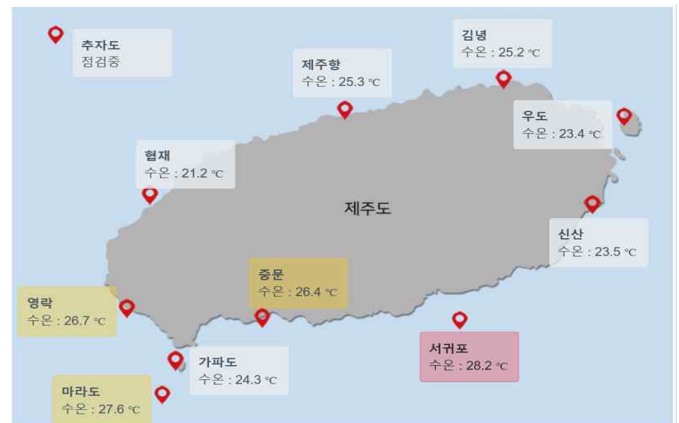 추자도
점검중
김녕
수온 : 25.2 ℃
제주항
수온 : 25.3 ℃
우도
수온 : 23.4 ℃
협재
수온 : 21.2 ℃
제주도
신산
수온 : 23.5 ℃
중문
수온 : 26.4 ℃
영락
수온 : 26.7 ℃
서귀포
수온 : 28.2 ℃
가파도
수온 : 24.3 ℃
마라도
수온 : 27.6 ℃